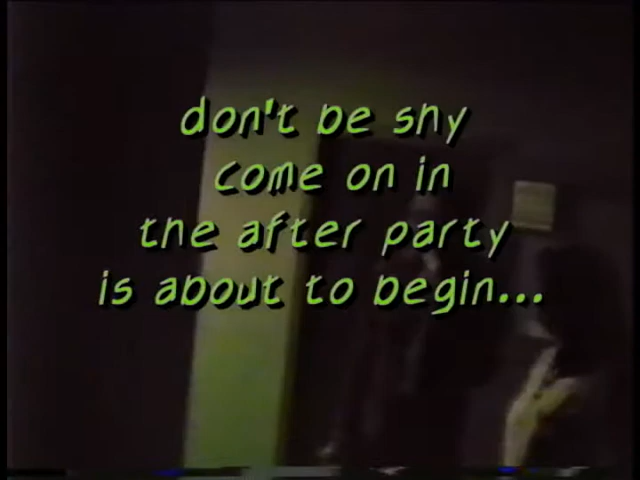 don't be shy
come on in
the after party
is about to begin...